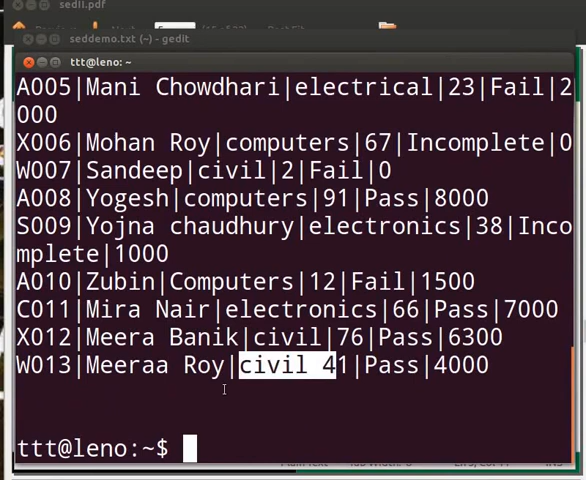 sedII.pdf
seddemo.txt (~) - gedit
ttt@leno: ~
A005|Mani Chowdhari|electrical|23|Fail|2
000
X006|Mohan Roy|computers|67|Incomplete|0
W007|Sandeep|civil|2|Fail|0
A008|Yogesh|computers|91|Pass|8000
S009|Yojna chaudhury|electronics|38|Inco
mplete|1000
A010|Zubin|Computers|12|Fail|1500
C011|Mira Nair|electronics|66|Pass|7000
X012|Meera Banik|civil|76|Pass|6300
W013|Meeraa Roy|civil 41|Pass|4000
ttt@leno:~$